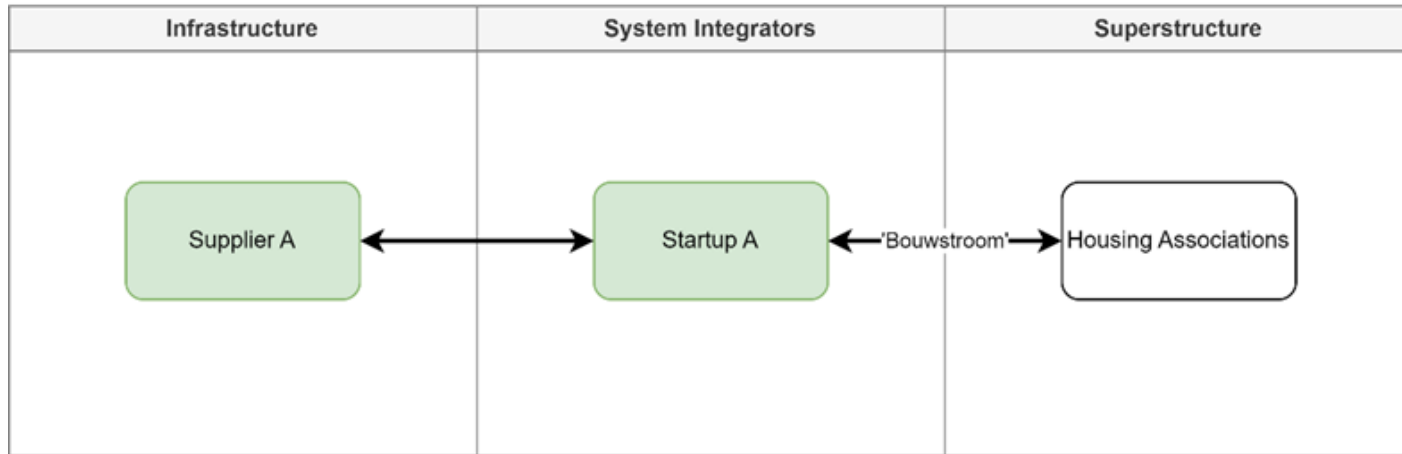 Infrastructure
System Integrators
Superstructure
Supplier A
Startup A
'Bouwstroom'
Housing Associations